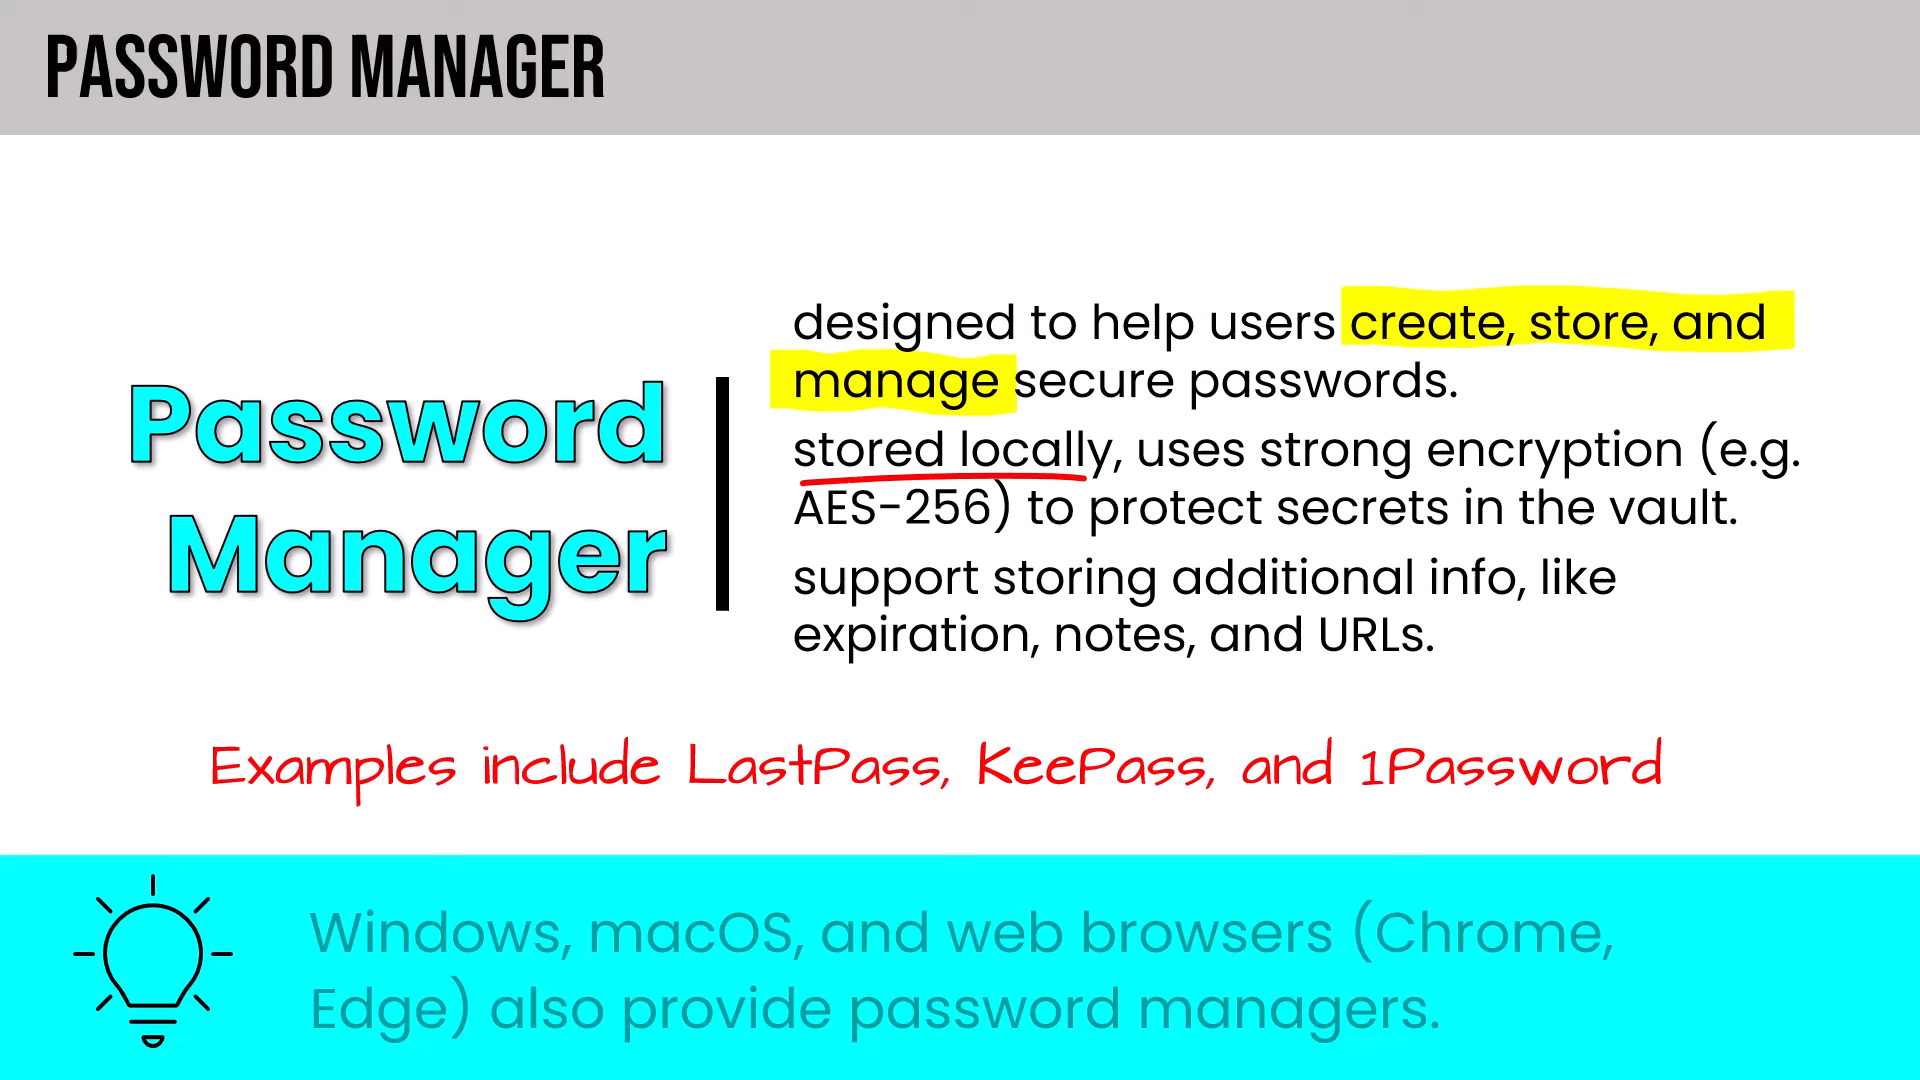 PASSWORD MANAGER
Password
Manager
designed to help users create, store, and
manage secure passwords.
stored locally, uses strong encryption (e.g.
AES-256) to protect secrets in the vault.
support storing additional info, like
expiration, notes, and URLs.
Examples include LastPass, KeePass, and 1Password
Windows, macOS, and web browsers (Chrome,
Edge) also provide password managers.